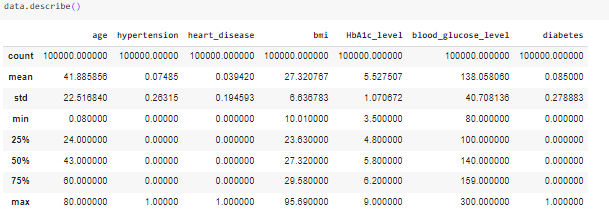 data.describe()
age hypertension heart_disease bmi HbA1c_level blood_glucose_level diabetes
count 100000.000000 100000.00000 100000.000000 100000.000000 100000.000000 100000.000000 100000.000000
mean 41.885856 0.07485 0.039420 27.320767 5.527507 138.058060 0.085000
std 22.516840 0.26315 0.194593 6.636783 1.070672 40.708136 0.278883
min 0.080000 0.00000 0.000000 10.010000 3.500000 80.000000 0.000000
25% 24.000000 0.00000 0.000000 23.630000 4.800000 100.000000 0.000000
50% 43.000000 0.00000 0.000000 27.320000 5.800000 140.000000 0.000000
75% 60.000000 0.00000 0.000000 29.580000 6.200000 159.000000 0.000000
max 80.000000 1.00000 1.000000 95.690000 9.000000 300.000000 1.000000